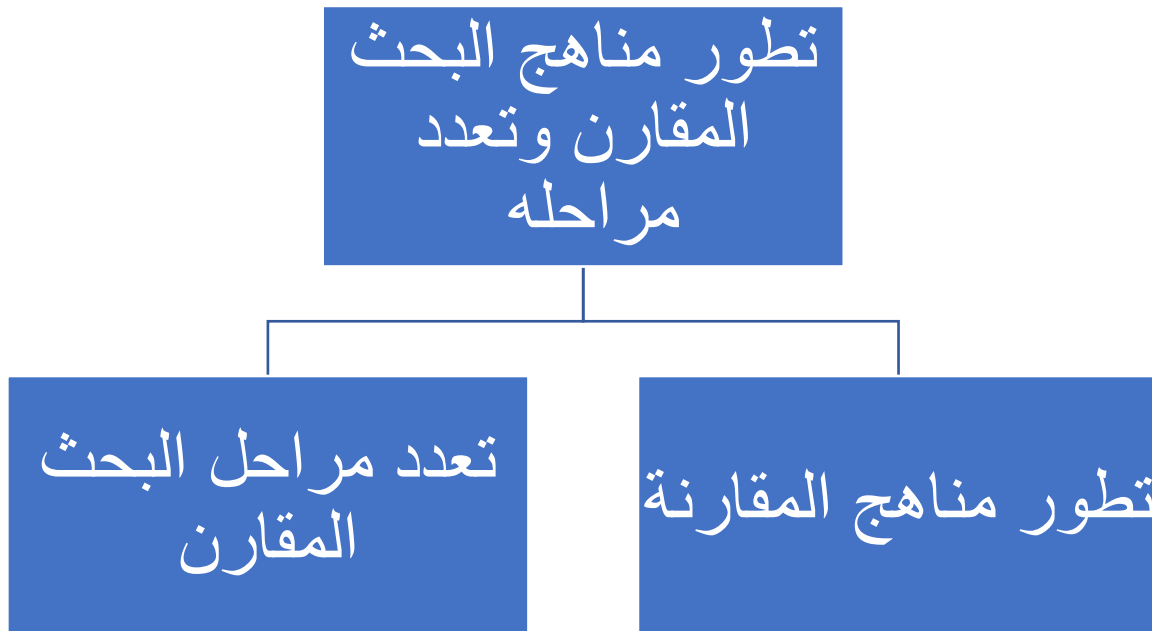 تطور مناهج البحث
المقارن وتعدد
مراحله
تطور مناهج المقارنة
تعدد مراحل البحث
المقارن